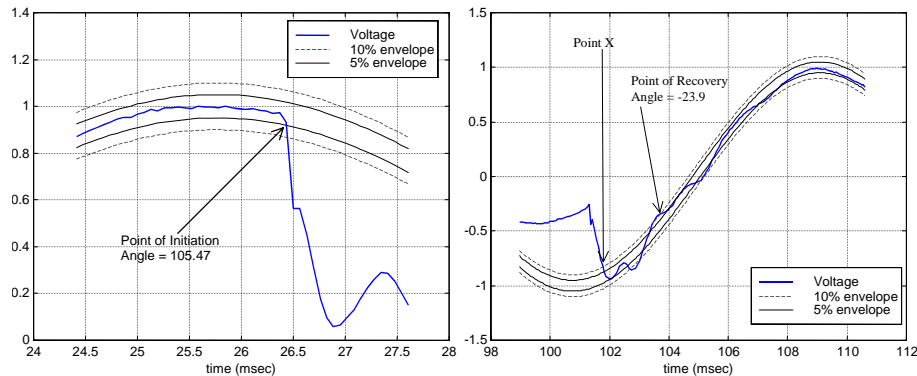 1.4
1.2
1
0.8
0.6
0.4
0.2
0
24
24.5
25
25.5
26
26.5
27
27.5
28
time (msec)
Voltage
10% envelope
5% envelope
Point of Initiation
Angle = 105.47
1.5
1
0.5
0
-0.5
-1
-1.5
98
100
102
104
106
108
110
112
time (msec)
Point X
Point of Recovery
Angle = -23.9
Voltage
10% envelope
5% envelope